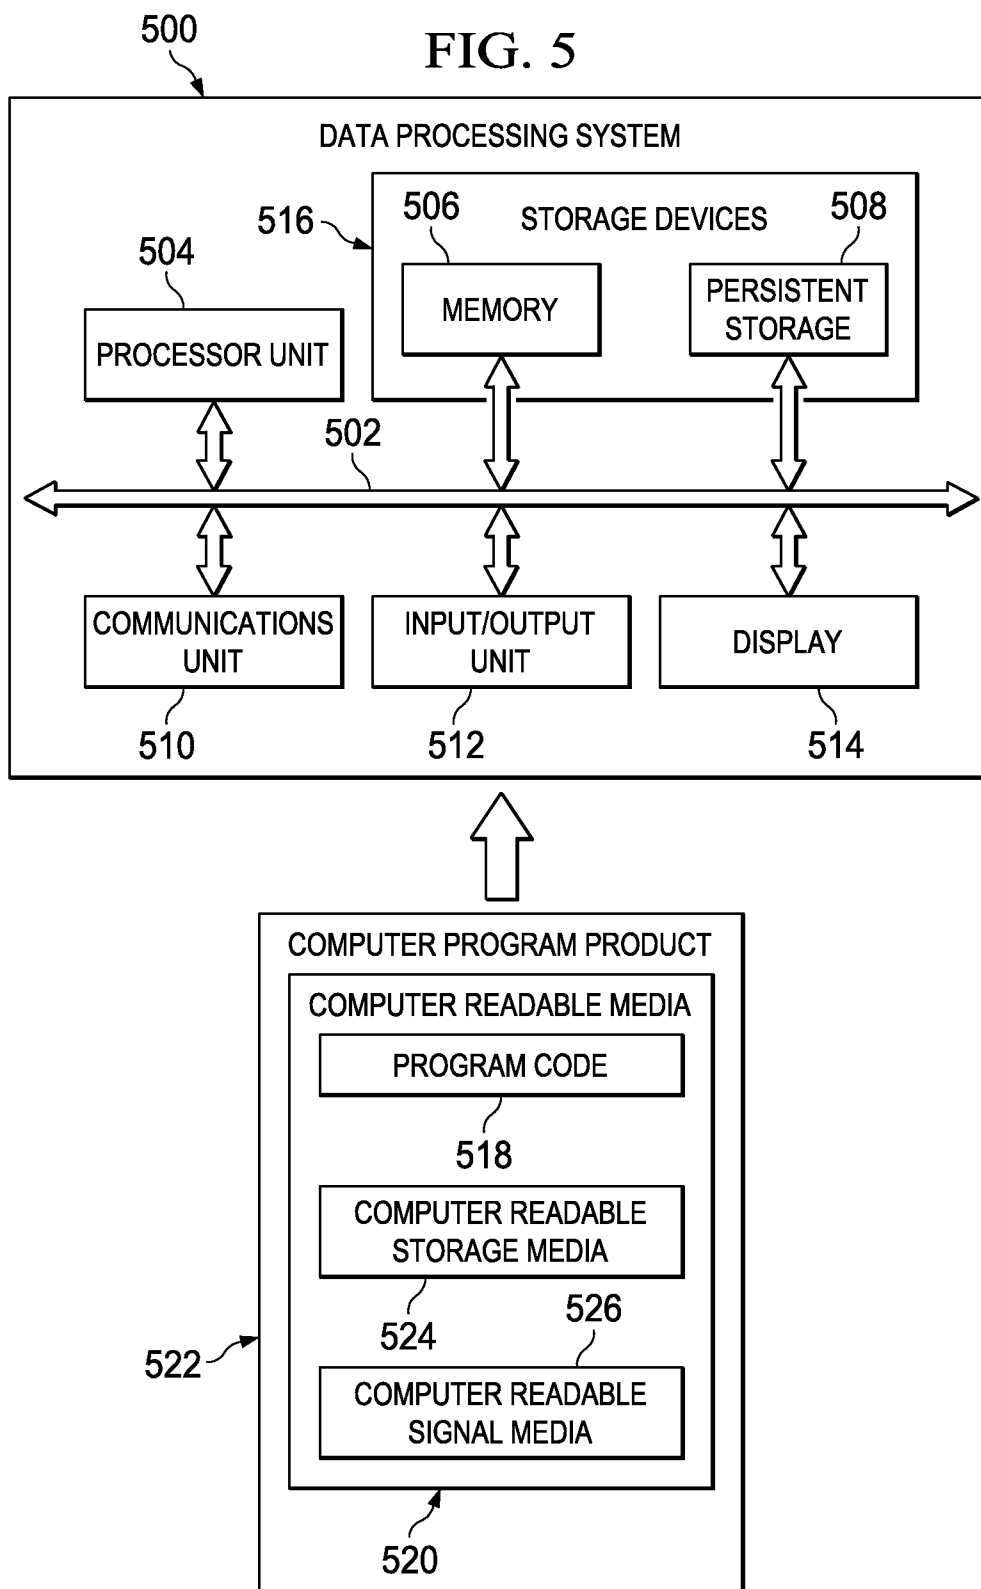 500
FIG. 5
DATA PROCESSING SYSTEM
516
506
STORAGE DEVICES
508
504
MEMORY
PERSISTENT
STORAGE
PROCESSOR UNIT
502
COMMUNICATIONS
UNIT
INPUT/OUTPUT
UNIT
DISPLAY
510
512
514
COMPUTER PROGRAM PRODUCT
COMPUTER READABLE MEDIA
PROGRAM CODE
518
COMPUTER READABLE
STORAGE MEDIA
524
526
522
COMPUTER READABLE
SIGNAL MEDIA
520